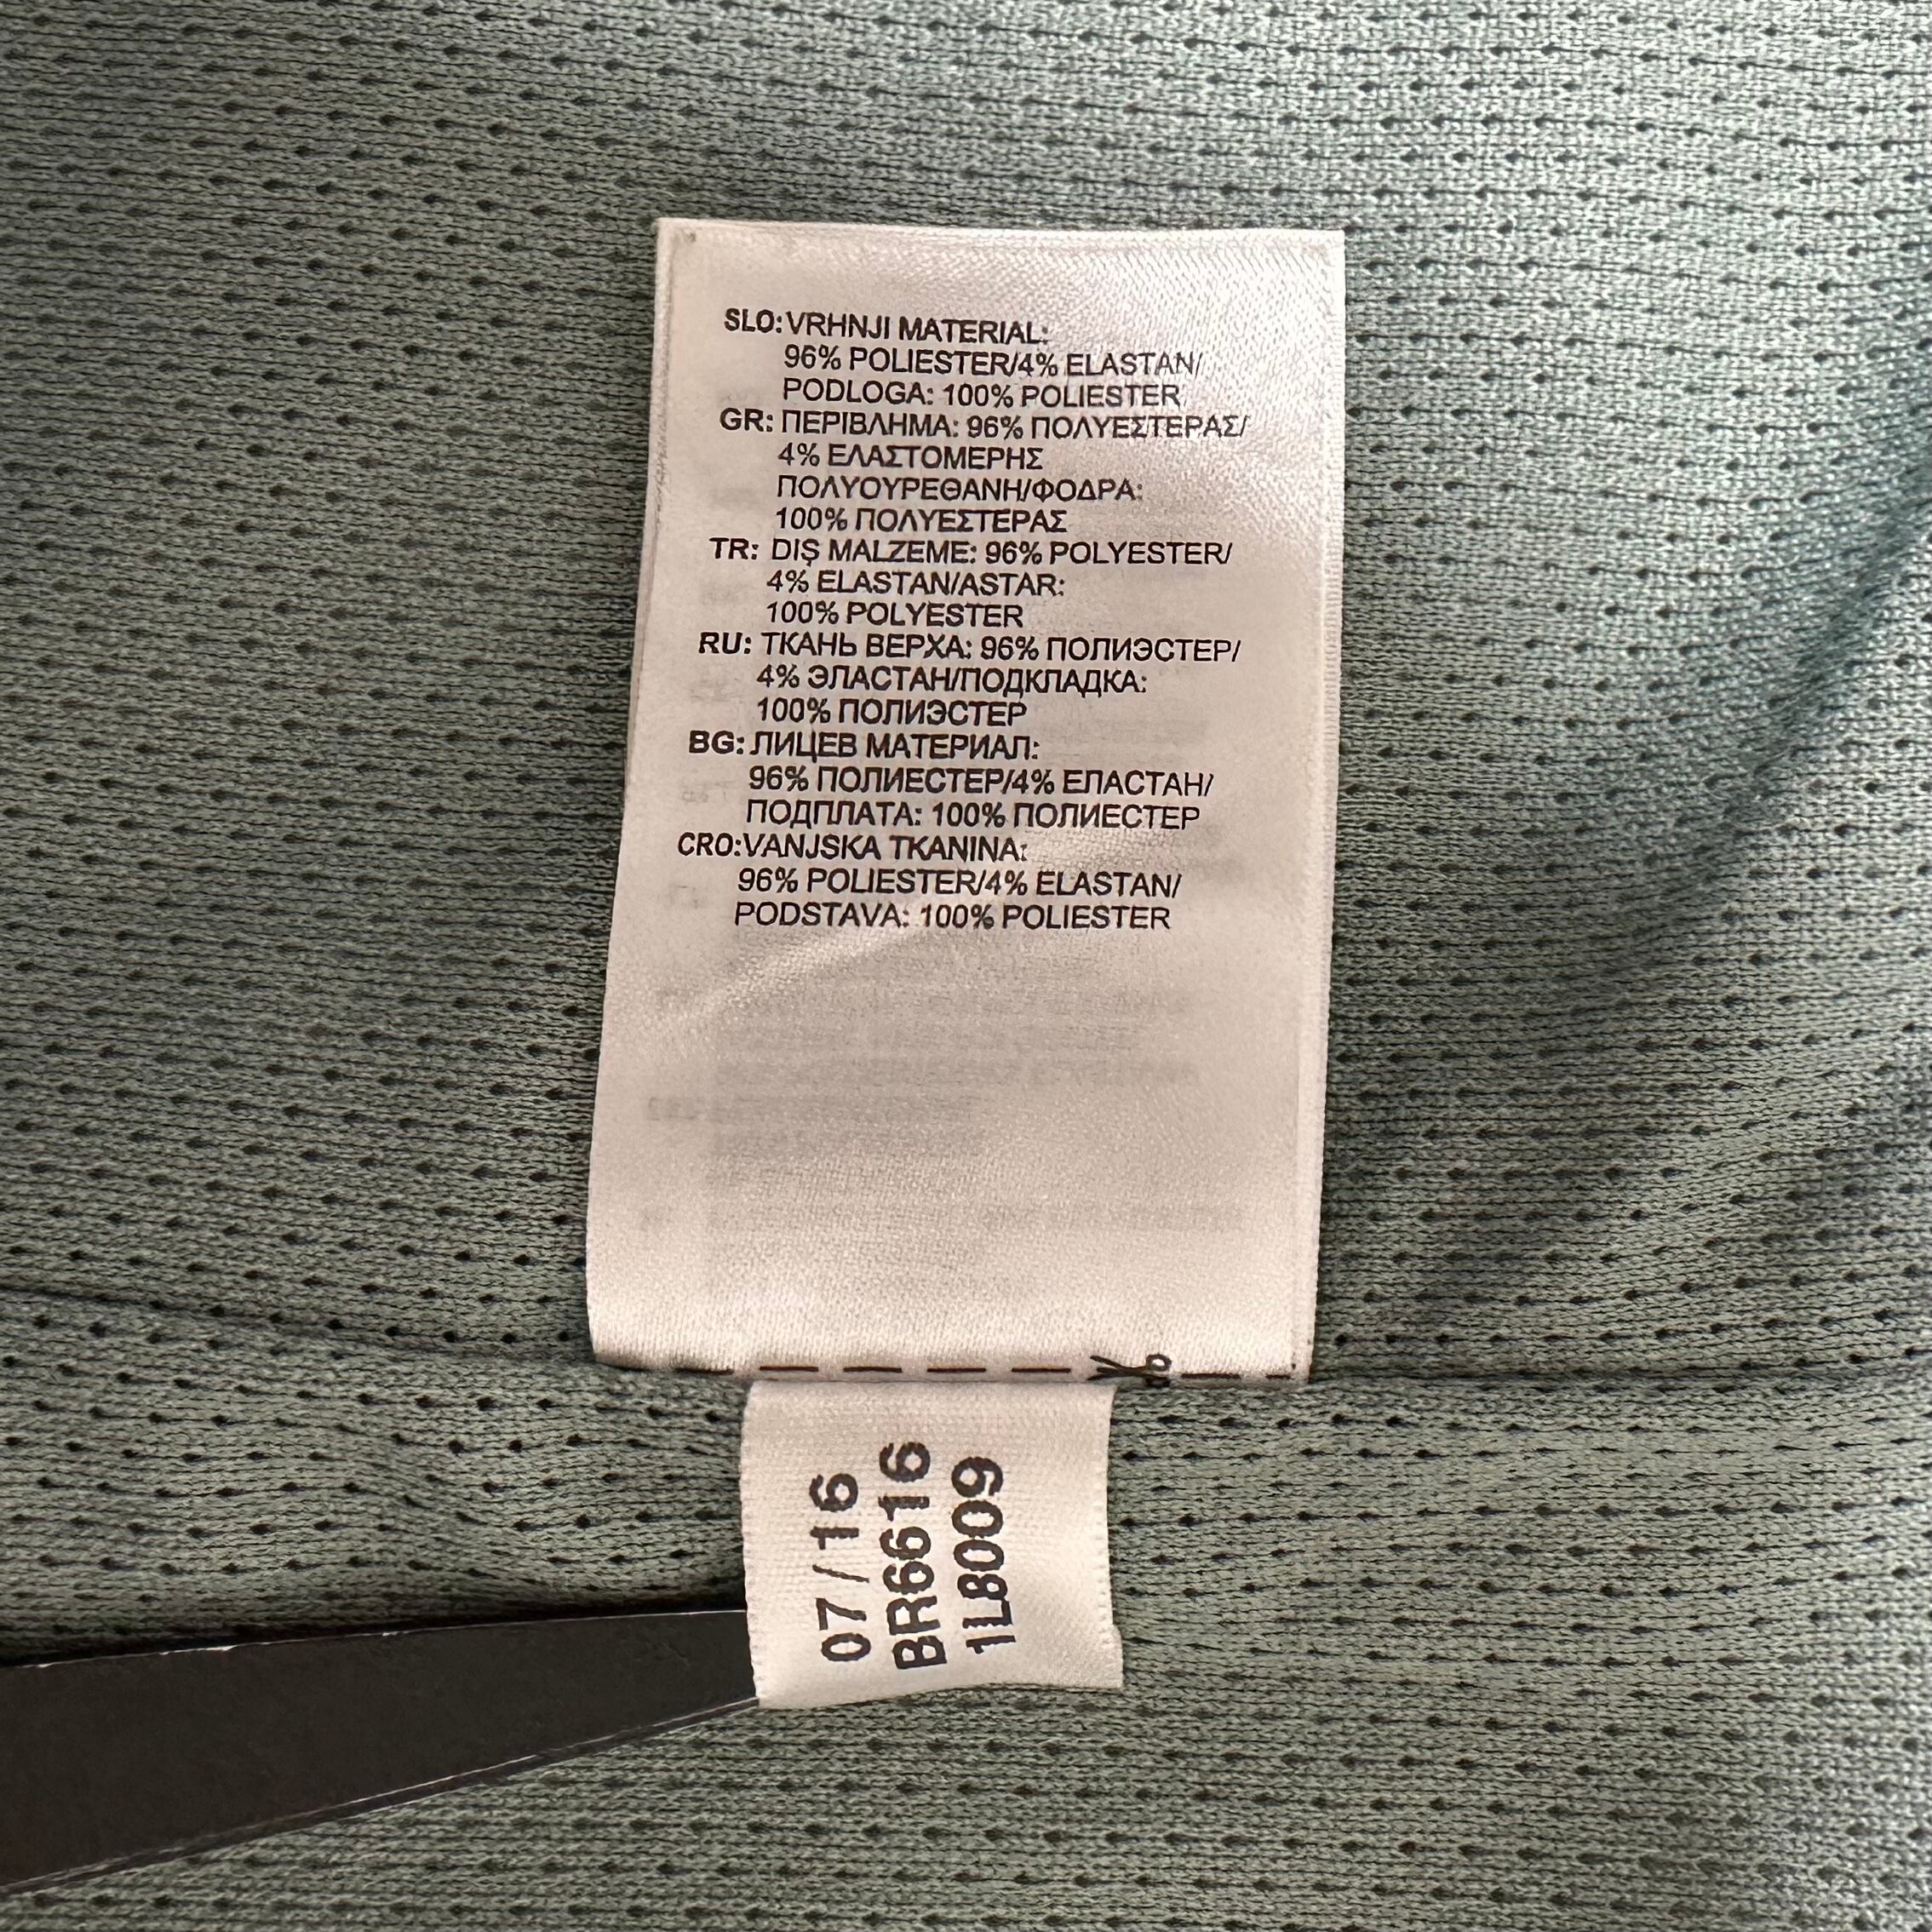 SLO: VRHNJI MATERIAL:
96% POLIESTER/4% ELASTAN/
PODLOGA: 100% POLIESTER
GR: ΠΕΡΙΒΛΗΜΑ: 96% ΠΟΛΥΕΣΤΕΡΑΣ/
4% ΕΛΑΣΤΟΜΕΡΗΣ
ΠΟΛΥΟΥΡΕΘΑΝΗ/ΦΟΔΡΑ:
100% ΠΟΛΥΕΣΤΕΡΑΣ
TR: DIŞ MALZEME: 96% POLYESTER/
4% ELASTAN/ASTAR:
100% POLYESTER
RU: ТКАНЬ ВЕРХА: 96% ПОЛИЭСТЕР/
4% ЭЛАСТАН/ПОДКЛАДКА:
100% ПОЛИЭСТЕР
BG: ЛИЦЕВ МАТЕРИАЛ:
96% ПОЛИЕСТЕР/4% ЕЛАСТАН/
ПОДПЛАТА: 100% ПОЛИЕСТЕР
CRO: VANJSKA TKANINA:
96% POLIESTER/4% ELASTAN/
PODSTAVA: 100% POLIESTER
07/16
BR6616
1L8009